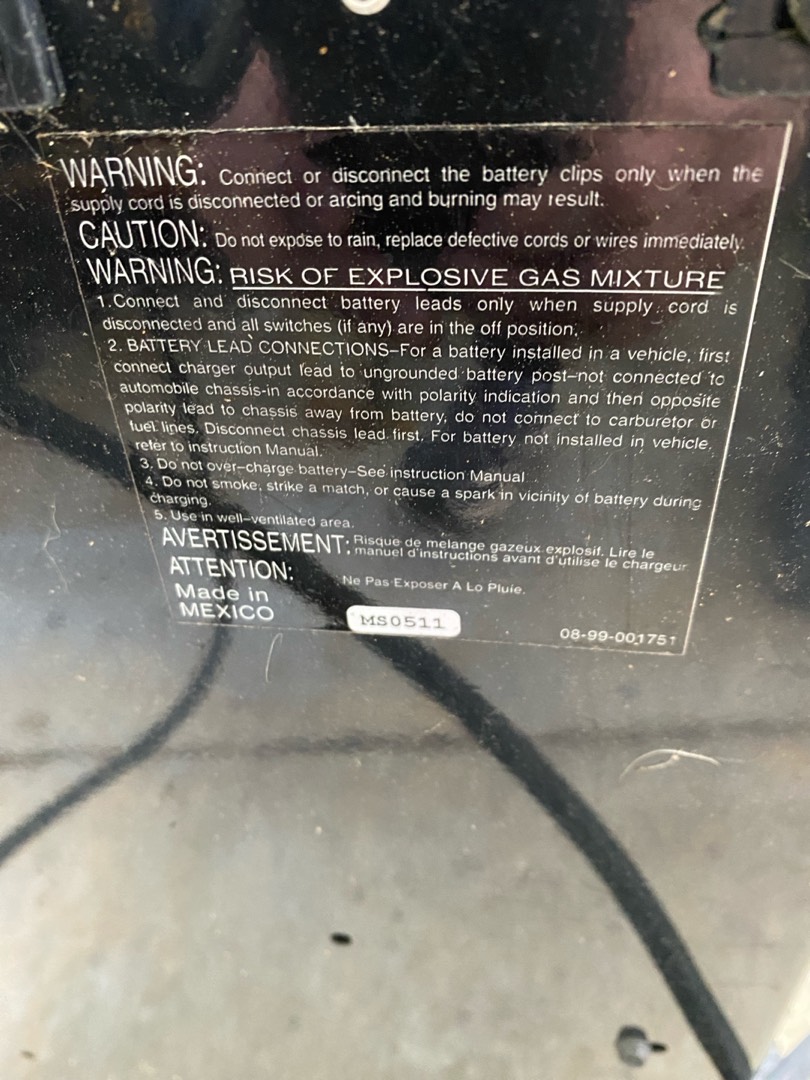 WARNING: Connect or disconnect the battery clips only when the
supply cord is disconnected or arcing and burning may result.
CAUTION: Do not expose to rain, replace defective cords or wires immediately.
WARNING: RISK OF EXPLOSIVE GAS MIXTURE
1. Connect and disconnect battery leads only when supply cord is
disconnected and all switches (if any) are in the off position.
2. BATTERY LEAD CONNECTIONS–For a battery installed in a vehicle, first
connect charger output lead to ungrounded battery post–not connected to
automobile chassis-in accordance with polarity indication and then opposite
polarity lead to chassis away from battery, do not connect to carburetor or
fuel lines. Disconnect chassis lead first. For battery not installed in vehicle,
refer to instruction Manual.
3. Do not over–charge battery–See instruction Manual
4. Do not smoke, strike a match, or cause a spark in vicinity of battery during
charging.
5. Use in well–ventilated area.
AVERTISSEMENT: Risque de melange gazeux explosif. Lire le
manuel d'instructions avant d'utilise le chargeur
ATTENTION: Ne Pas Exposer A Lo Pluie.
Made in
MEXICO
MS0511
08-99-001751